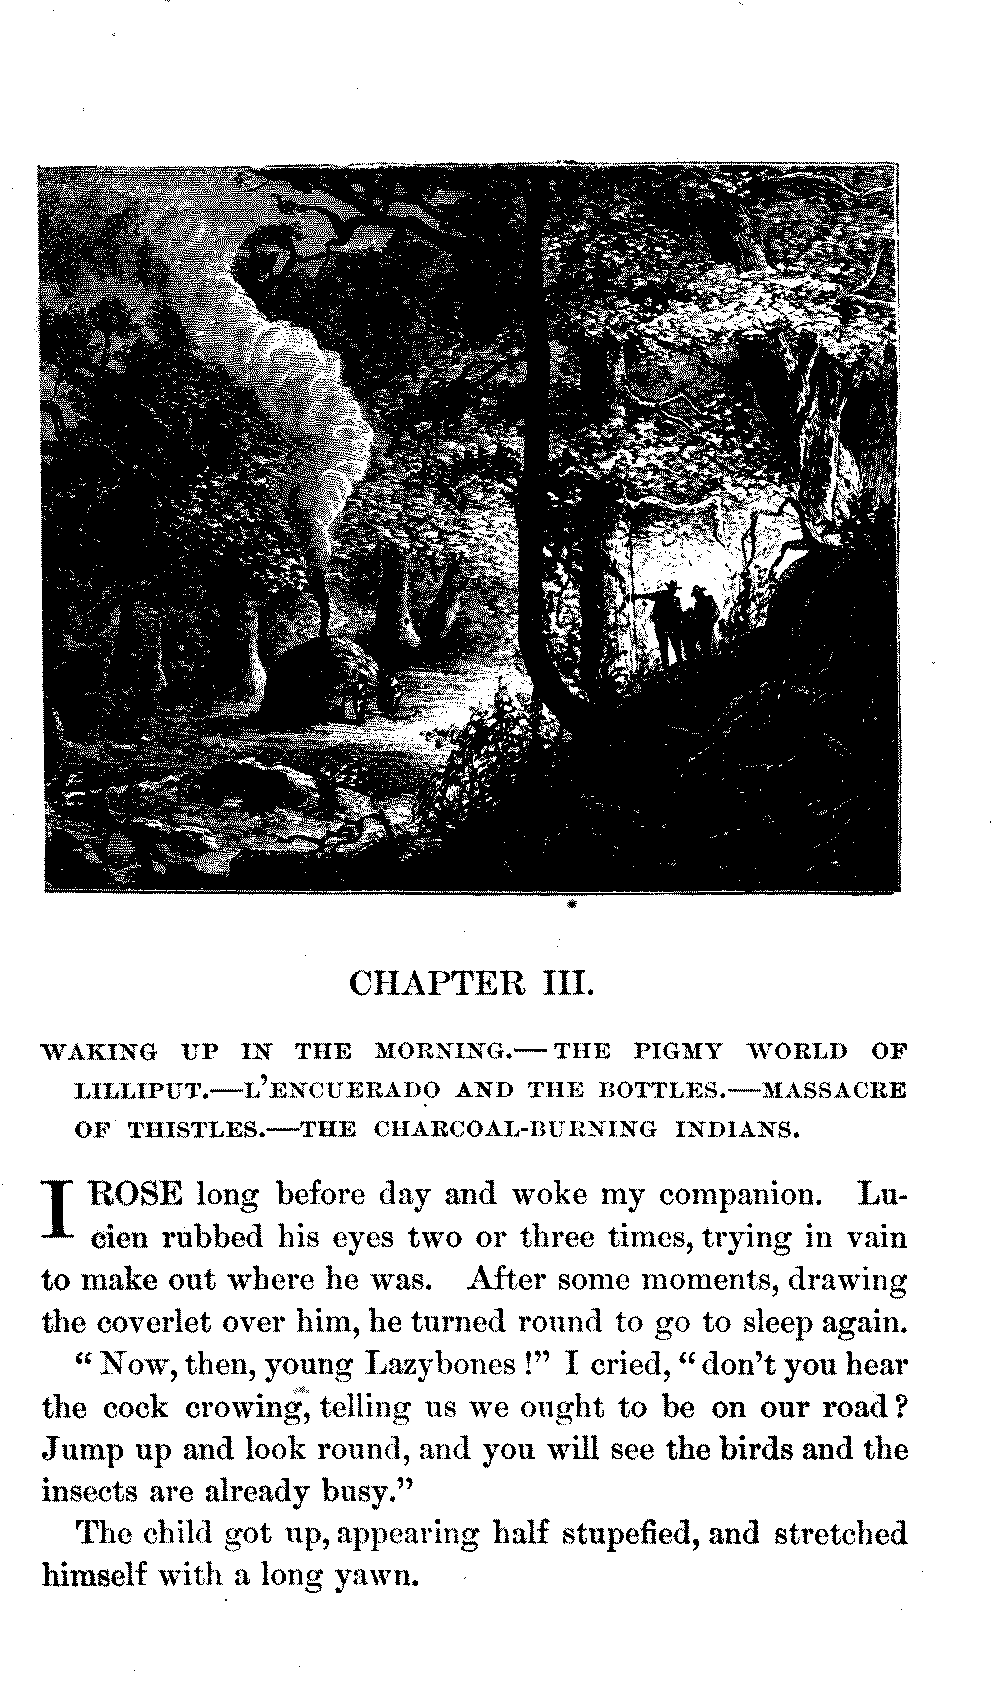 CHAPTER III.
WAKING UP IN THE MORNING.—THE PIGMY WORLD OF
LILLIPUT.—L'ENCUERADO AND THE BOTTLES.—MASSACRE
OF THISTLES.—THE CHARCOAL-BURNING INDIANS.
I ROSE long before day and woke my companion. Lu-
cien rubbed his eyes two or three times, trying in vain
to make out where he was. After some moments, drawing
the coverlet over him, he turned round to go to sleep again.
“Now, then, young Lazybones!” I cried, “don't you hear
the cock crowing, telling us we ought to be on our road?
Jump up and look round, and you will see the birds and the
insects are already busy.”
The child got up, appearing half stupefied, and stretched
himself with a long yawn.